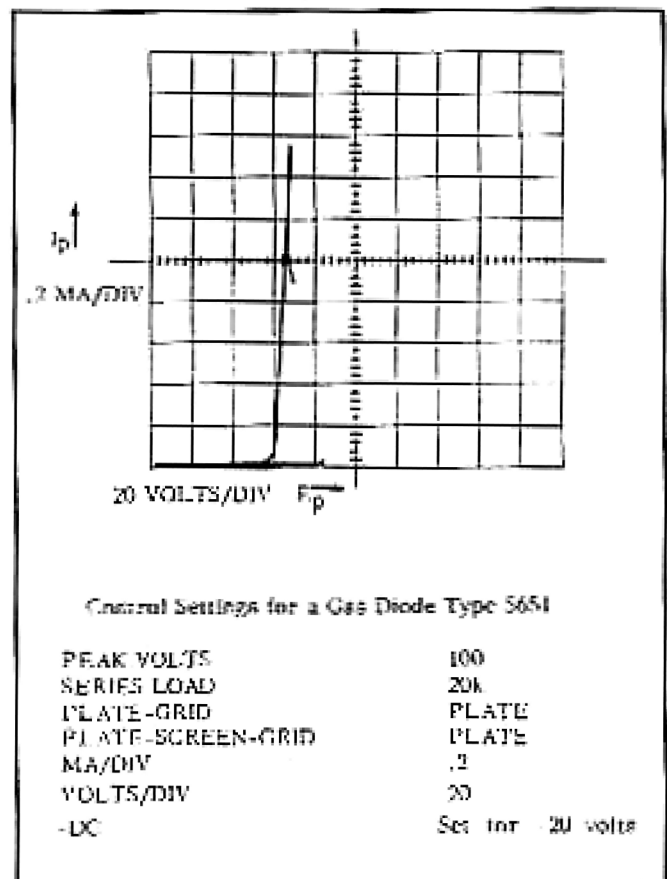 Ip
.2 MA/DIV
20 VOLTS/DIV Ep
Control Settings for a Gas Diode Type 5651
PEAK VOLTS 100
SERIES LOAD 20k
PLATE-GRID PLATE
PLATE-SCREEN-GRID PLATE
MA/DIV .2
VOLTS/DIV 20
-DC Set for -20 volts